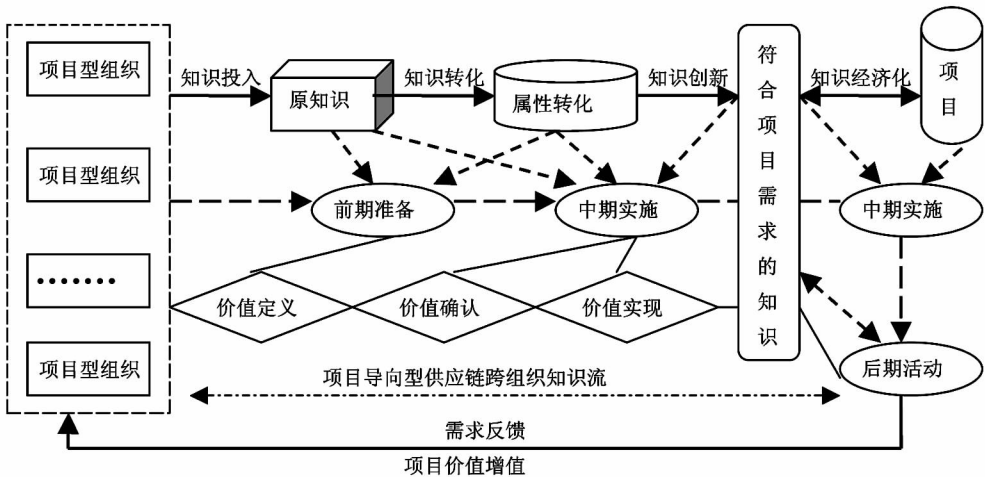 项目型组织
项目型组织
•••••••
项目型组织
知识投入
原知识
知识转化
属性转化
知识创新
符合项目需求的知识
知识经济化
项目
前期准备
中期实施
中期实施
价值定义
价值确认
价值实现
后期活动
项目导向型供应链跨组织知识流
需求反馈
项目价值增值